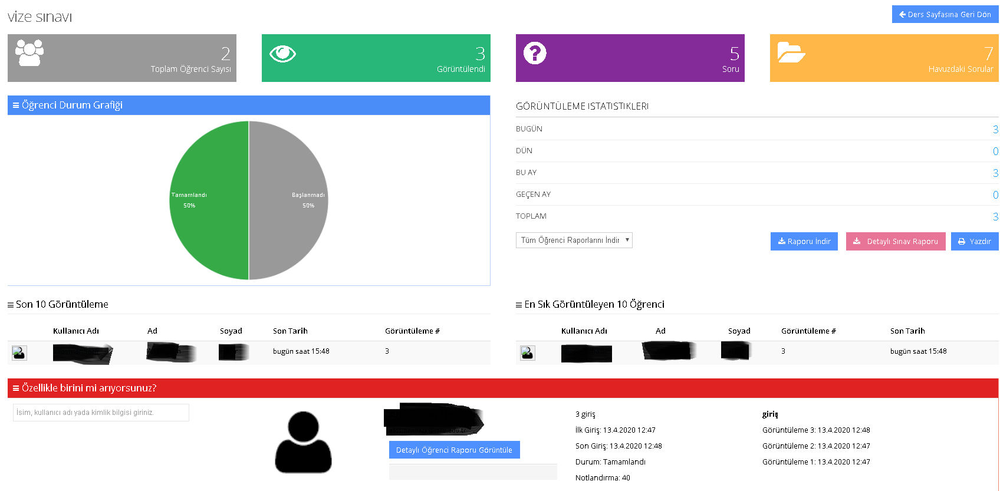 vize sınavı
Ders Sayfasına Geri Dön
2
Toplam Öğrenci Sayısı
3
Görüntülendi
5
Soru
7
Havuzdaki Sorular
Öğrenci Durum Grafiği
Tamamlandı
50%
Başlanmadı
50%
GÖRÜNTÜLEME ISTATISTIKLERI
BUGÜN 3
DÜN 0
BU AY 3
GEÇEN AY 0
TOPLAM 3
Tüm Öğrenci Raporlarını İndir
Raporu İndir
Detaylı Sınav Raporu
Yazdır
Son 10 Görüntüleme
Kullanıcı Adı Ad Soyad Son Tarih Görüntüleme #
bugün saat 15:48 3
En Sık Görüntüleyen 10 Öğrenci
Kullanıcı Adı Ad Soyad Görüntüleme # Son Tarih
3 bugün saat 15:48
Özellikle birini mi arıyorsunuz?
İsim, kullanıcı adı yada kimlik bilgisi giriniz.
Detaylı Öğrenci Raporu Görüntüle
3 giriş
İlk Giriş: 13.4.2020 12:47
Son Giriş: 13.4.2020 12:48
Durum: Tamamlandı
Notlandırma: 40
giriş
Görüntüleme 3: 13.4.2020 12:48
Görüntüleme 2: 13.4.2020 12:47
Görüntüleme 1: 13.4.2020 12:47